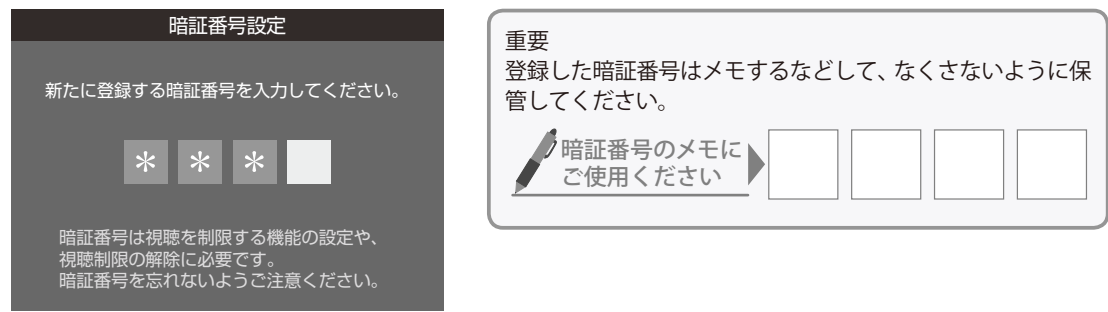 暗証番号設定
新たに登録する暗証番号を入力してください。
＊ ＊ ＊
暗証番号は視聴を制限する機能の設定や、
視聴制限の解除に必要です。
暗証番号を忘れないようご注意ください。
重要
登録した暗証番号はメモするなどして、なくさないように保
管してください。
暗証番号のメモに
ご使用ください